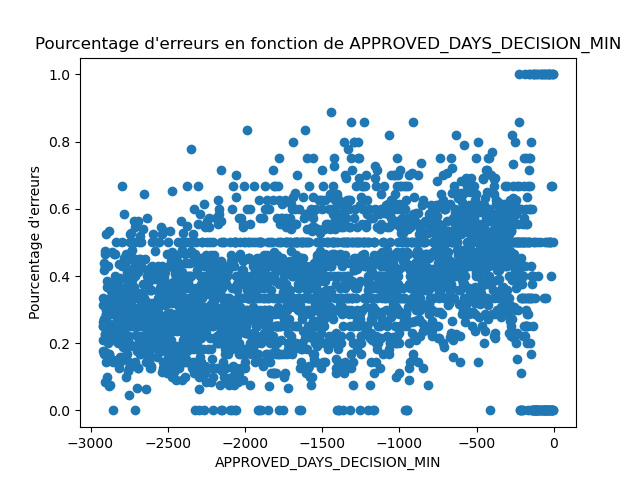 Pourcentage d'erreurs en fonction de APPROVED_DAYS_DECISION_MIN
1.0
0.8
0.6
0.4
0.2
0.0
Pourcentage d'erreurs
−3000 −2500 −2000 −1500 −1000 −500 0
APPROVED_DAYS_DECISION_MIN